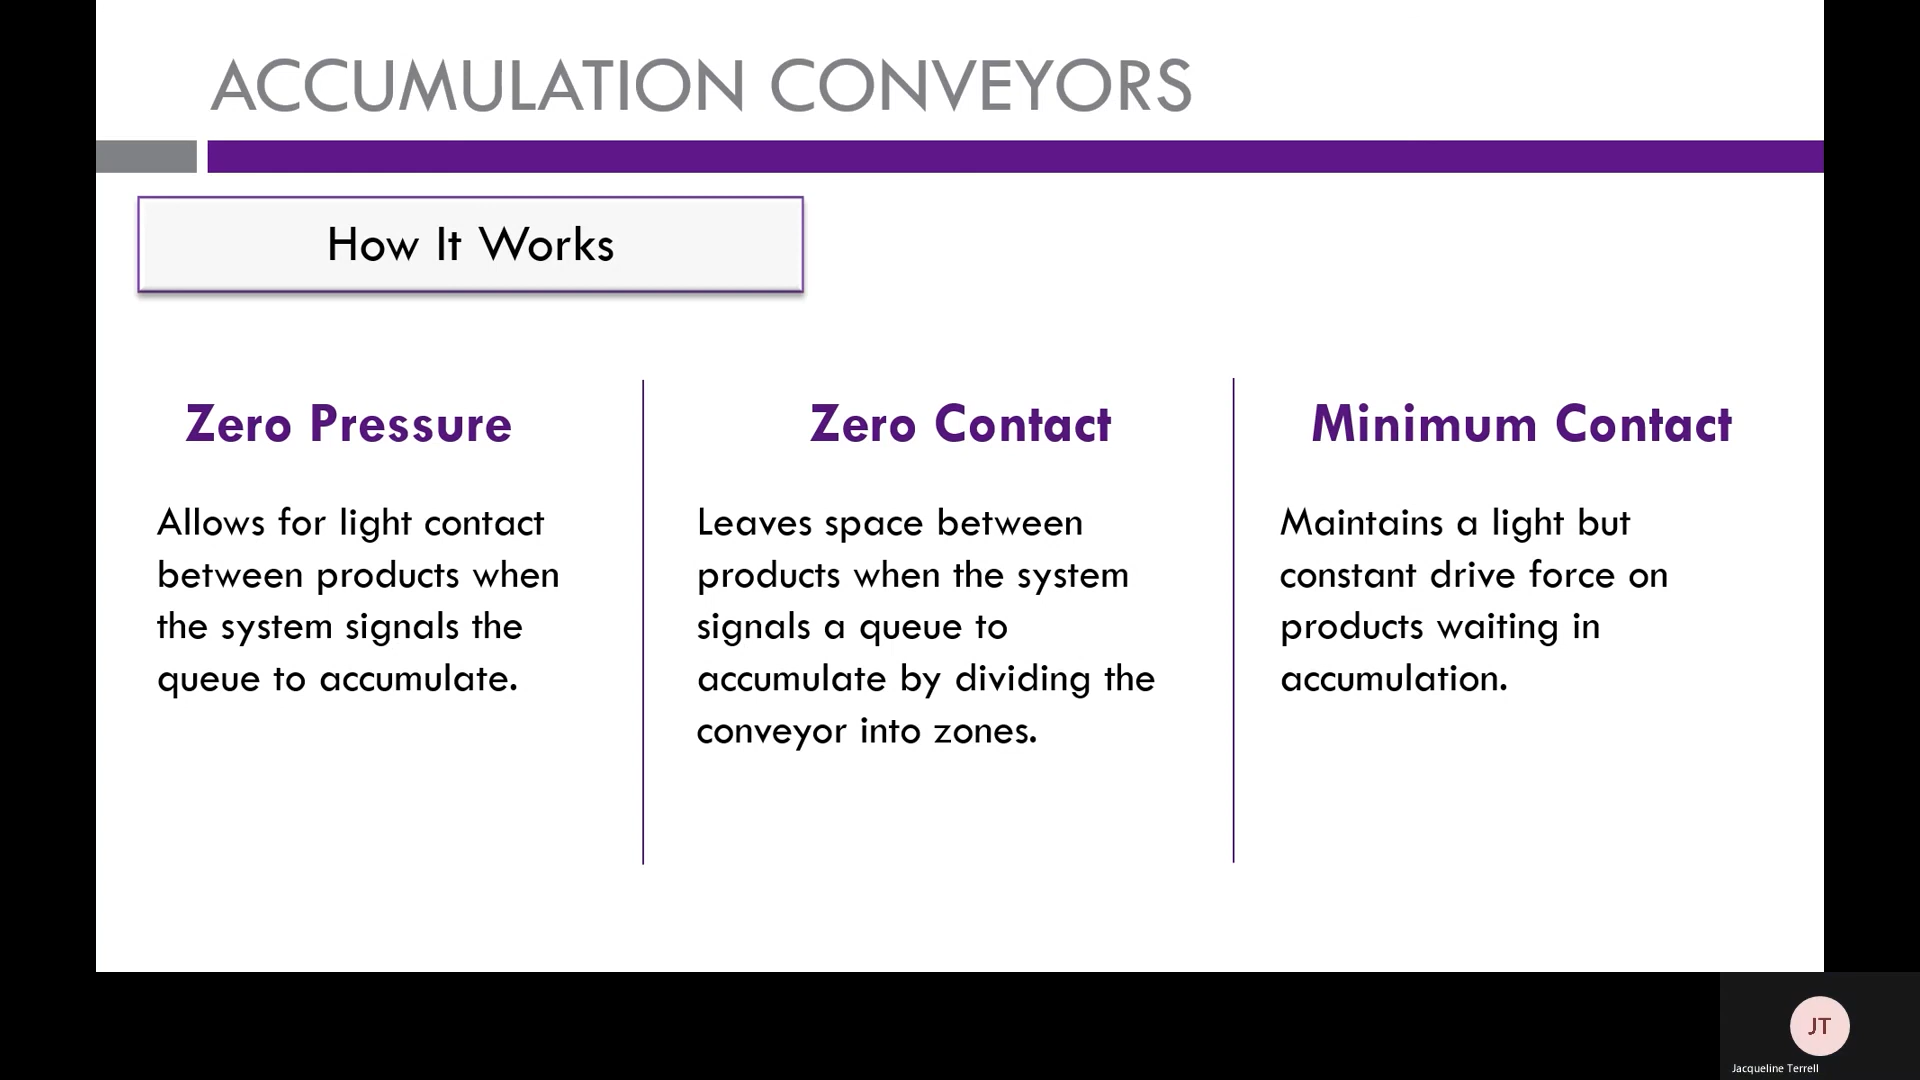 ACCUMULATION CONVEYORS
How It Works
Zero Pressure
Allows for light contact
between products when
the system signals the
queue to accumulate.
Zero Contact
Leaves space between
products when the system
signals a queue to
accumulate by dividing the
conveyor into zones.
Minimum Contact
Maintains a light but
constant drive force on
products waiting in
accumulation.
JT
Jacqueline Terrell